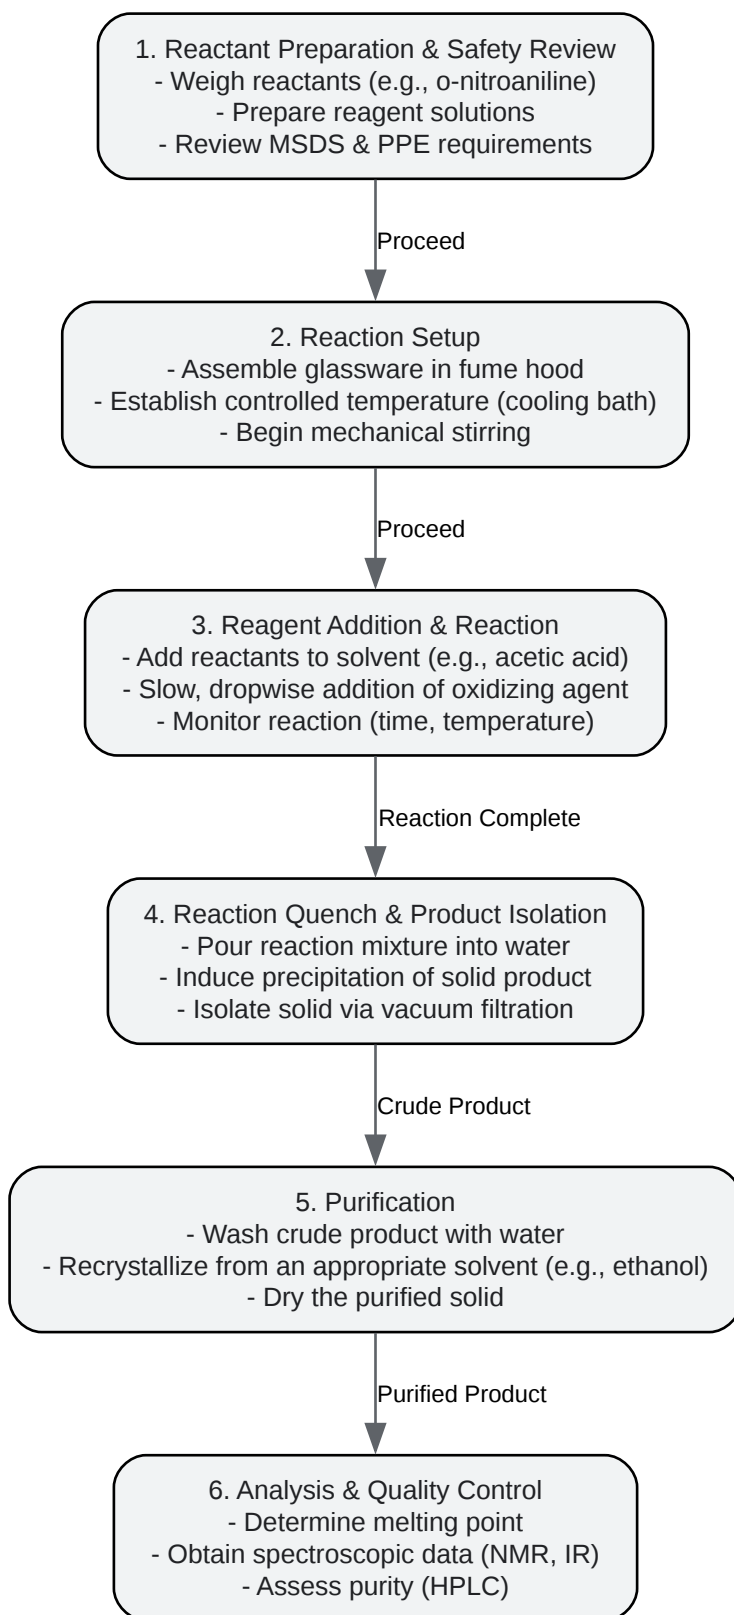 1. Reactant Preparation & Safety Review
- Weigh reactants (e.g., o-nitroaniline)
- Prepare reagent solutions
- Review MSDS & PPE requirements
Proceed
2. Reaction Setup
- Assemble glassware in fume hood
- Establish controlled temperature (cooling bath)
- Begin mechanical stirring
Proceed
3. Reagent Addition & Reaction
- Add reactants to solvent (e.g., acetic acid)
- Slow, dropwise addition of oxidizing agent
- Monitor reaction (time, temperature)
Reaction Complete
4. Reaction Quench & Product Isolation
- Pour reaction mixture into water
- Induce precipitation of solid product
- Isolate solid via vacuum filtration
Crude Product
5. Purification
- Wash crude product with water
- Recrystallize from an appropriate solvent (e.g., ethanol)
- Dry the purified solid
Purified Product
6. Analysis & Quality Control
- Determine melting point
- Obtain spectroscopic data (NMR, IR)
- Assess purity (HPLC)